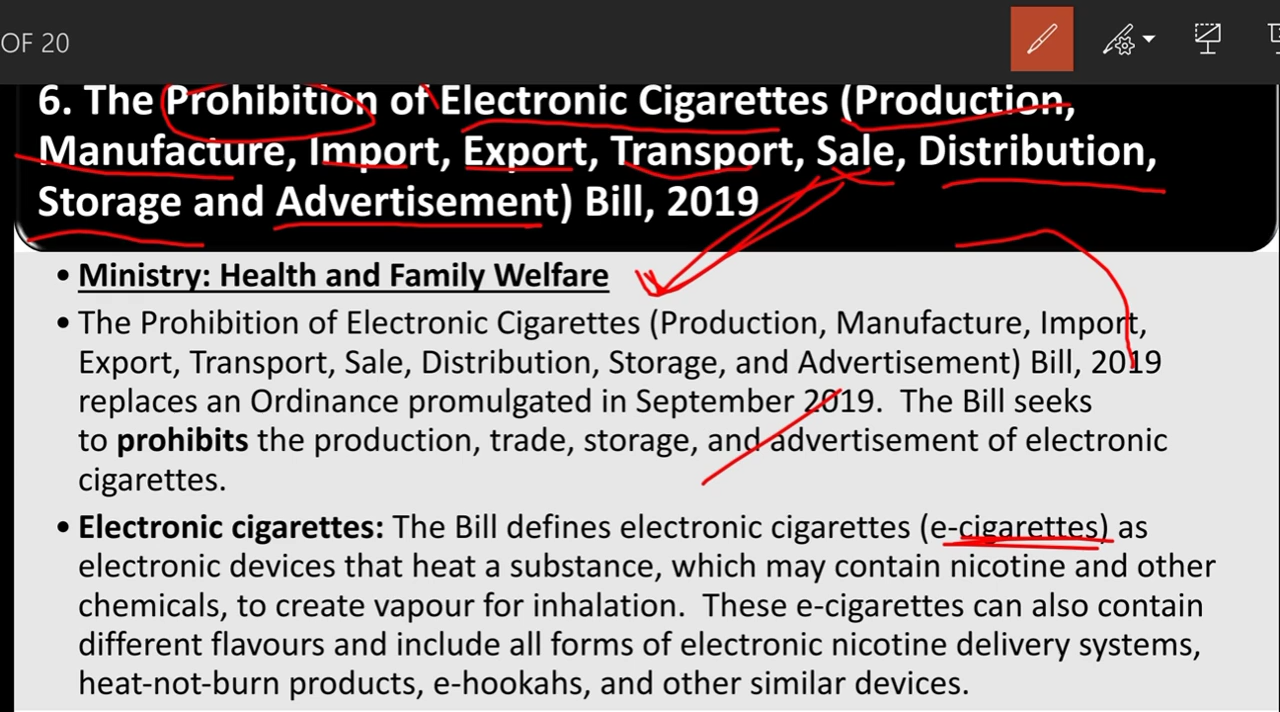 OF 20
6. The Prohibition of Electronic Cigarettes (Production,
Manufacture, Import, Export, Transport, Sale, Distribution,
Storage and Advertisement) Bill, 2019
• Ministry: Health and Family Welfare
• The Prohibition of Electronic Cigarettes (Production, Manufacture, Import,
Export, Transport, Sale, Distribution, Storage, and Advertisement) Bill, 2019
replaces an Ordinance promulgated in September 2019. The Bill seeks
to prohibits the production, trade, storage, and advertisement of electronic
cigarettes.
• Electronic cigarettes: The Bill defines electronic cigarettes (e-cigarettes) as
electronic devices that heat a substance, which may contain nicotine and other
chemicals, to create vapour for inhalation. These e-cigarettes can also contain
different flavours and include all forms of electronic nicotine delivery systems,
heat-not-burn products, e-hookahs, and other similar devices.